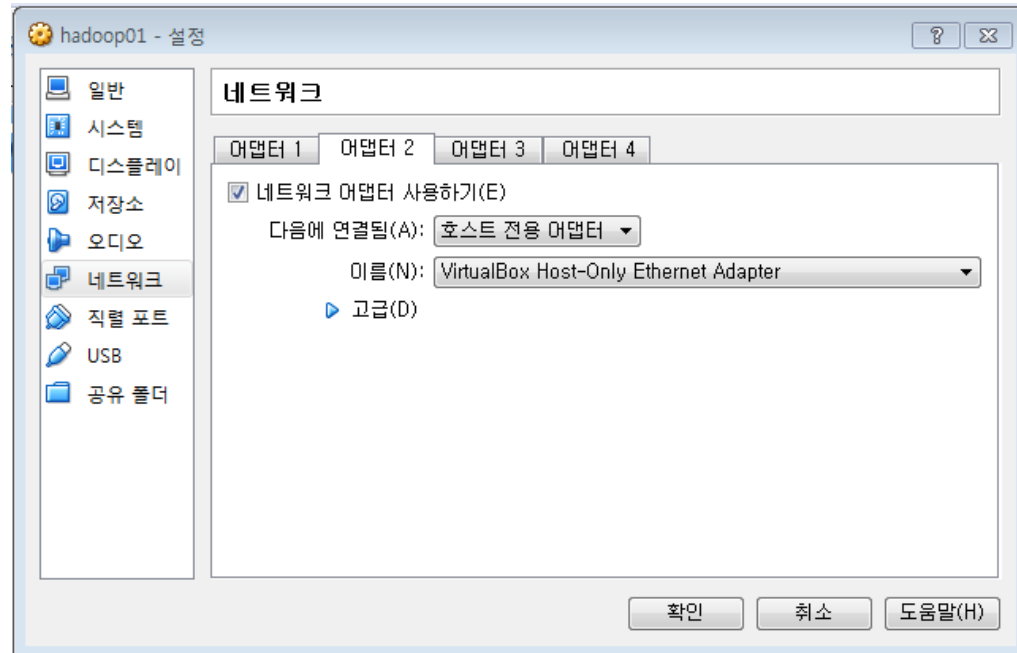 hadoop01 - 설정
일반
시스템
디스플레이
저장소
오디오
네트워크
직렬 포트
USB
공유 폴더
네트워크
어댑터 1 어댑터 2 어댑터 3 어댑터 4
네트워크 어댑터 사용하기(E)
다음에 연결됨(A): 호스트 전용 어댑터
이름(N): VirtualBox Host-Only Ethernet Adapter
고급(D)
확인 취소 도움말(H)